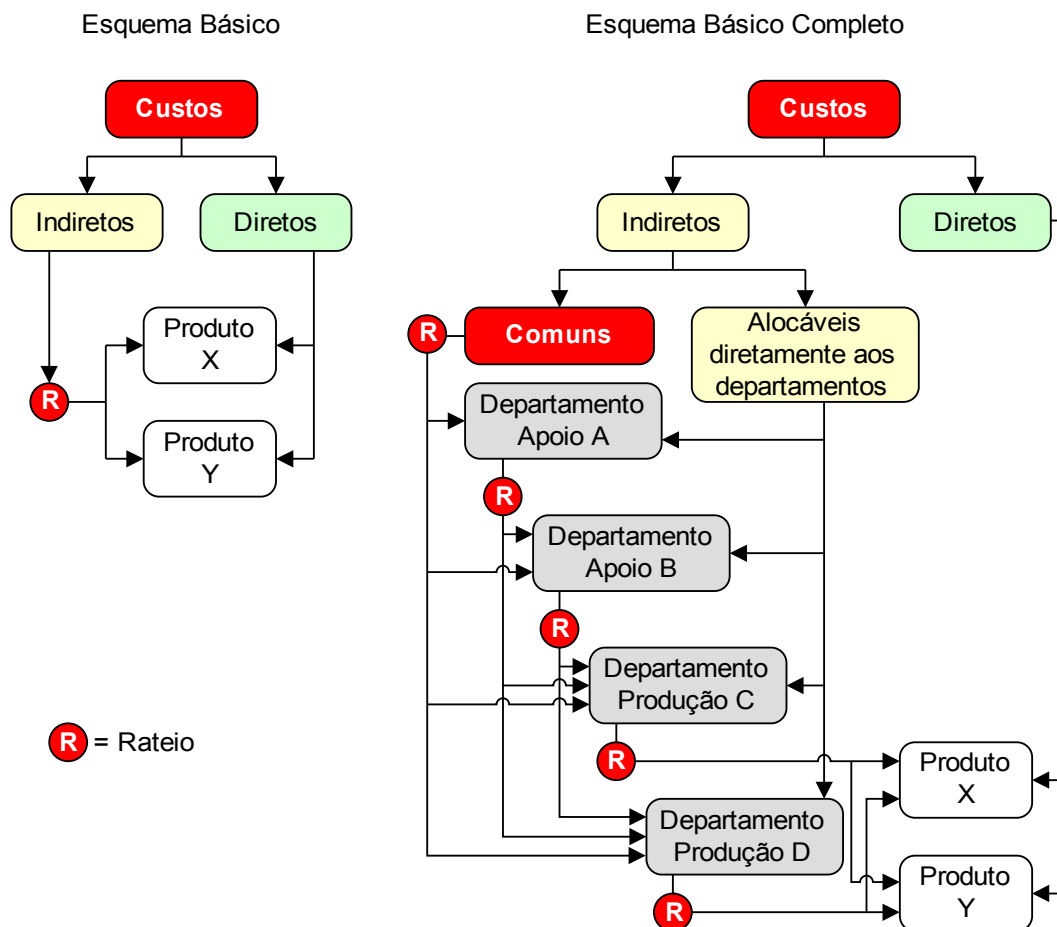 Esquema Básico
Custos
Indiretos
Diretos
Produto
X
R
Produto
Y
R = Rateio
Esquema Básico Completo
Custos
Indiretos
Diretos
R
Comuns
Alocáveis
diretamente aos
departamentos
Departamento
Apoio A
R
Departamento
Apoio B
R
Departamento
Produção C
R
Produto
X
Departamento
Produção D
R
Produto
Y